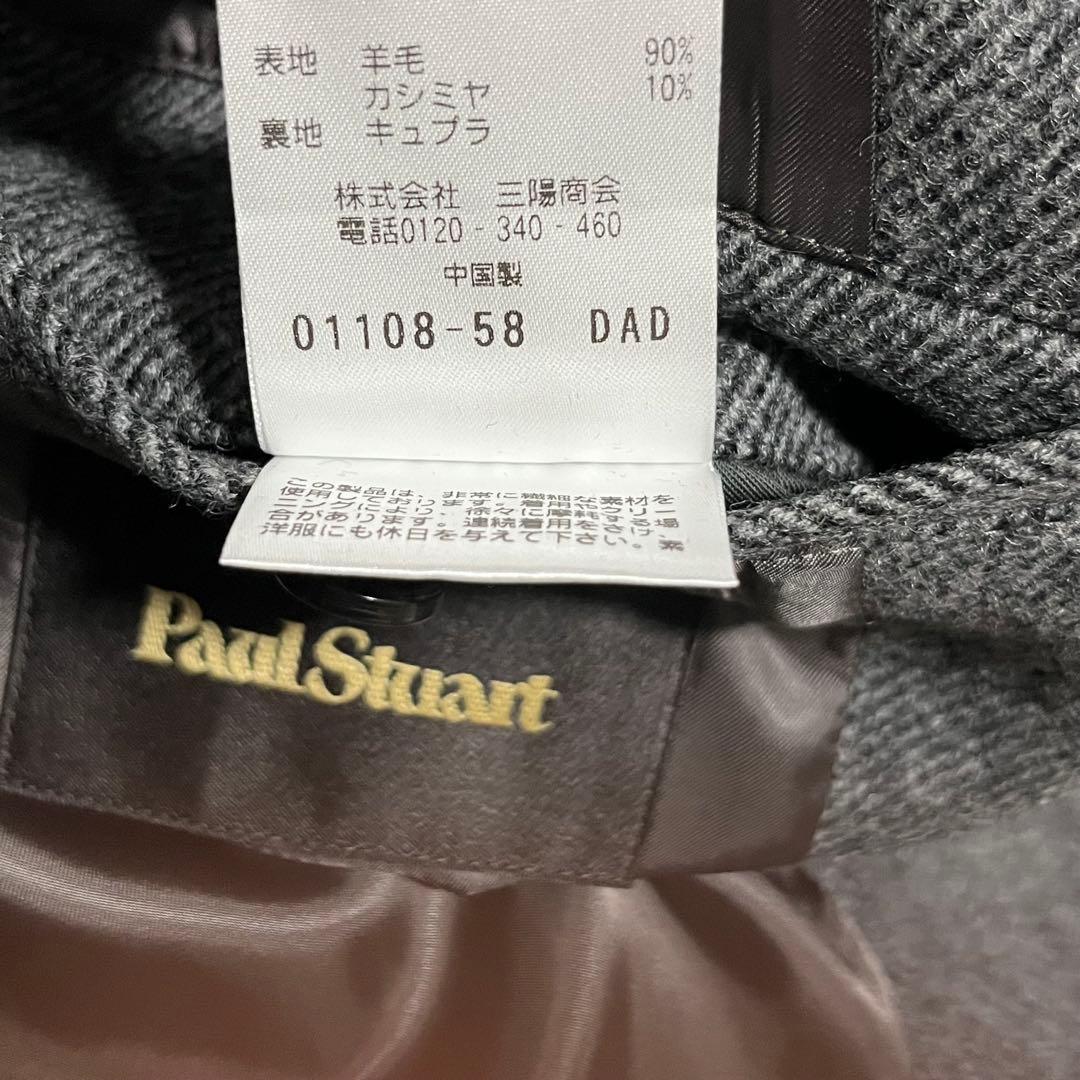 表地 羊毛 90%
カシミヤ 10%
裏地 キュプラ
株式会社 三陽商会
電話0120-340-460
中国製
01108-58 DAD
この製品は、非常に繊細な素材を
使用しております。着用やクリー
ニングにより、徐々に摩耗する場
合があります。連続着用をさけ、
洋服にも休日を与えて下さい。
Paul Stuart